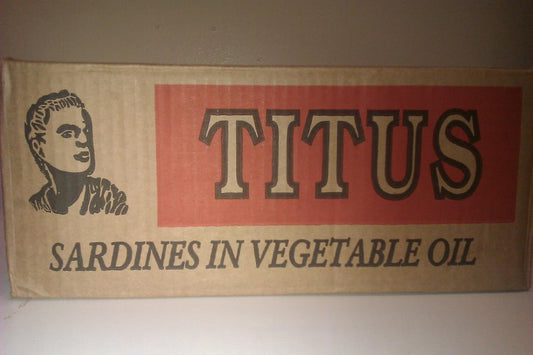 TITUS
SARDINES IN VEGETABLE OIL